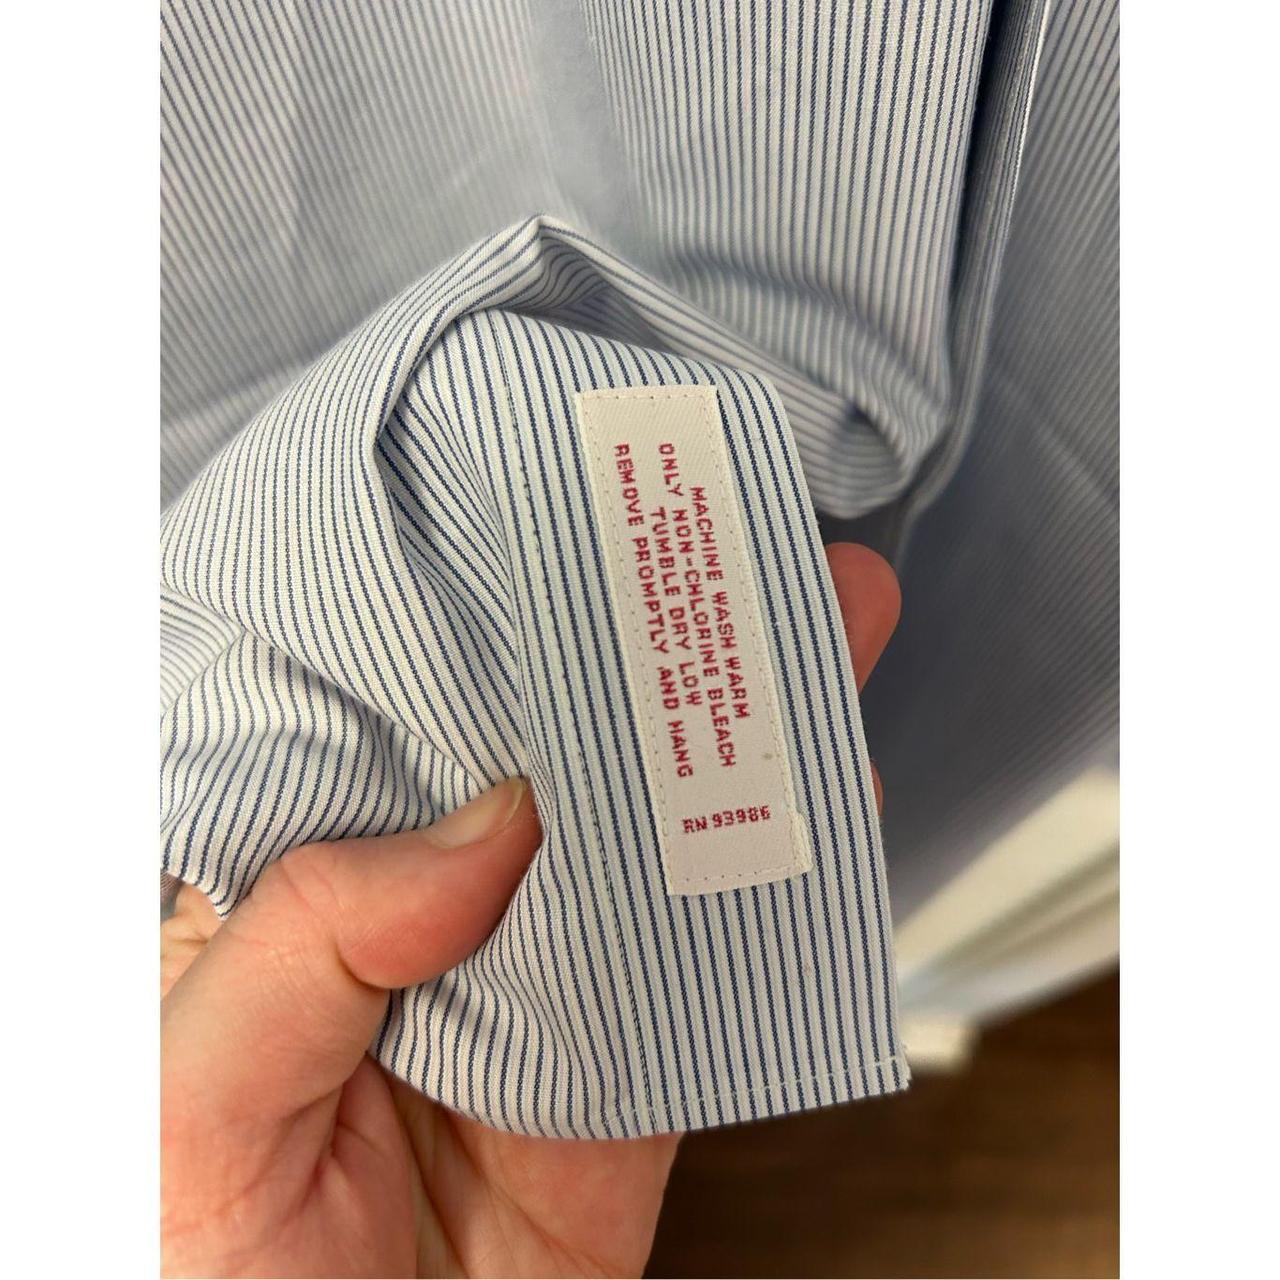 MACHINE WASH WARM
ONLY NON-CHLORINE BLEACH
TUMBLE DRY LOW
REMOVE PROMPTLY AND HANG
RN 93986